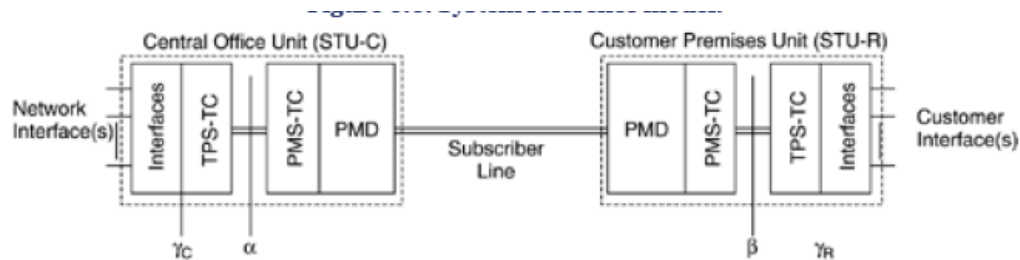 Central Office Unit (STU-C)
Customer Premises Unit (STU-R)
Network
Interface(s)
Interfaces
TPS-TC
PMS-TC
PMD
Subscriber
Line
PMD
PMS-TC
TPS-TC
Interfaces
Customer
Interface(s)
γC
α
β
γR